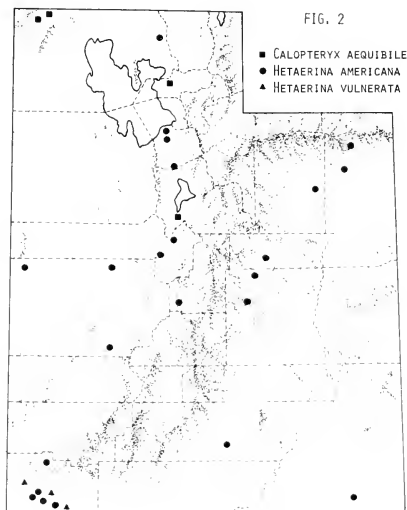 FIG. 2
■ CALOPTERYX AEQUIBILE
● HETAERINA AMERICANA
▲ HETAERINA VULNERATA